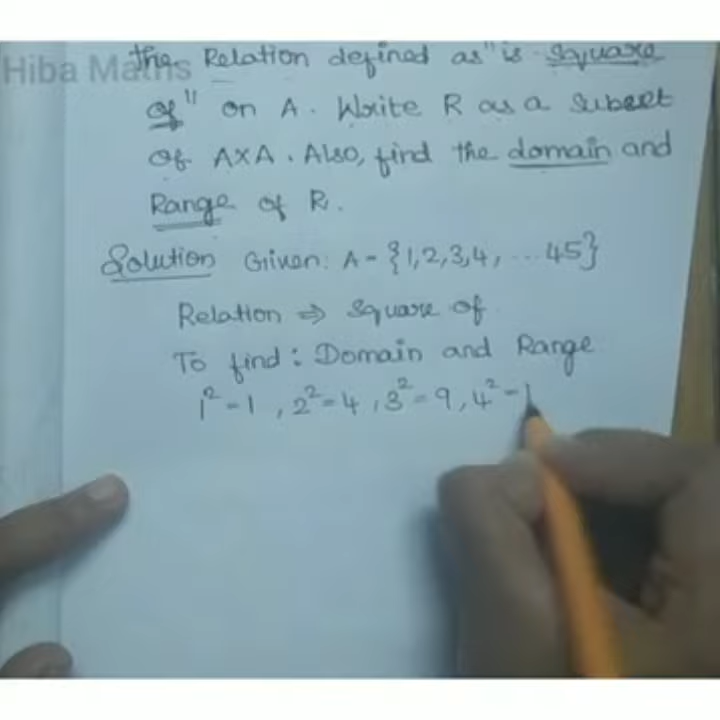 Hiba Maths
The Relation defined as "is Square
of" on A. Write R as a Subset
of A×A. Also, find the domain and
Range of R.
Solution Given: A = {1,2,3,4, ... 45}
Relation ⇒ Square of
To find: Domain and Range
1² = 1, 2² = 4, 3² = 9, 4² = 1